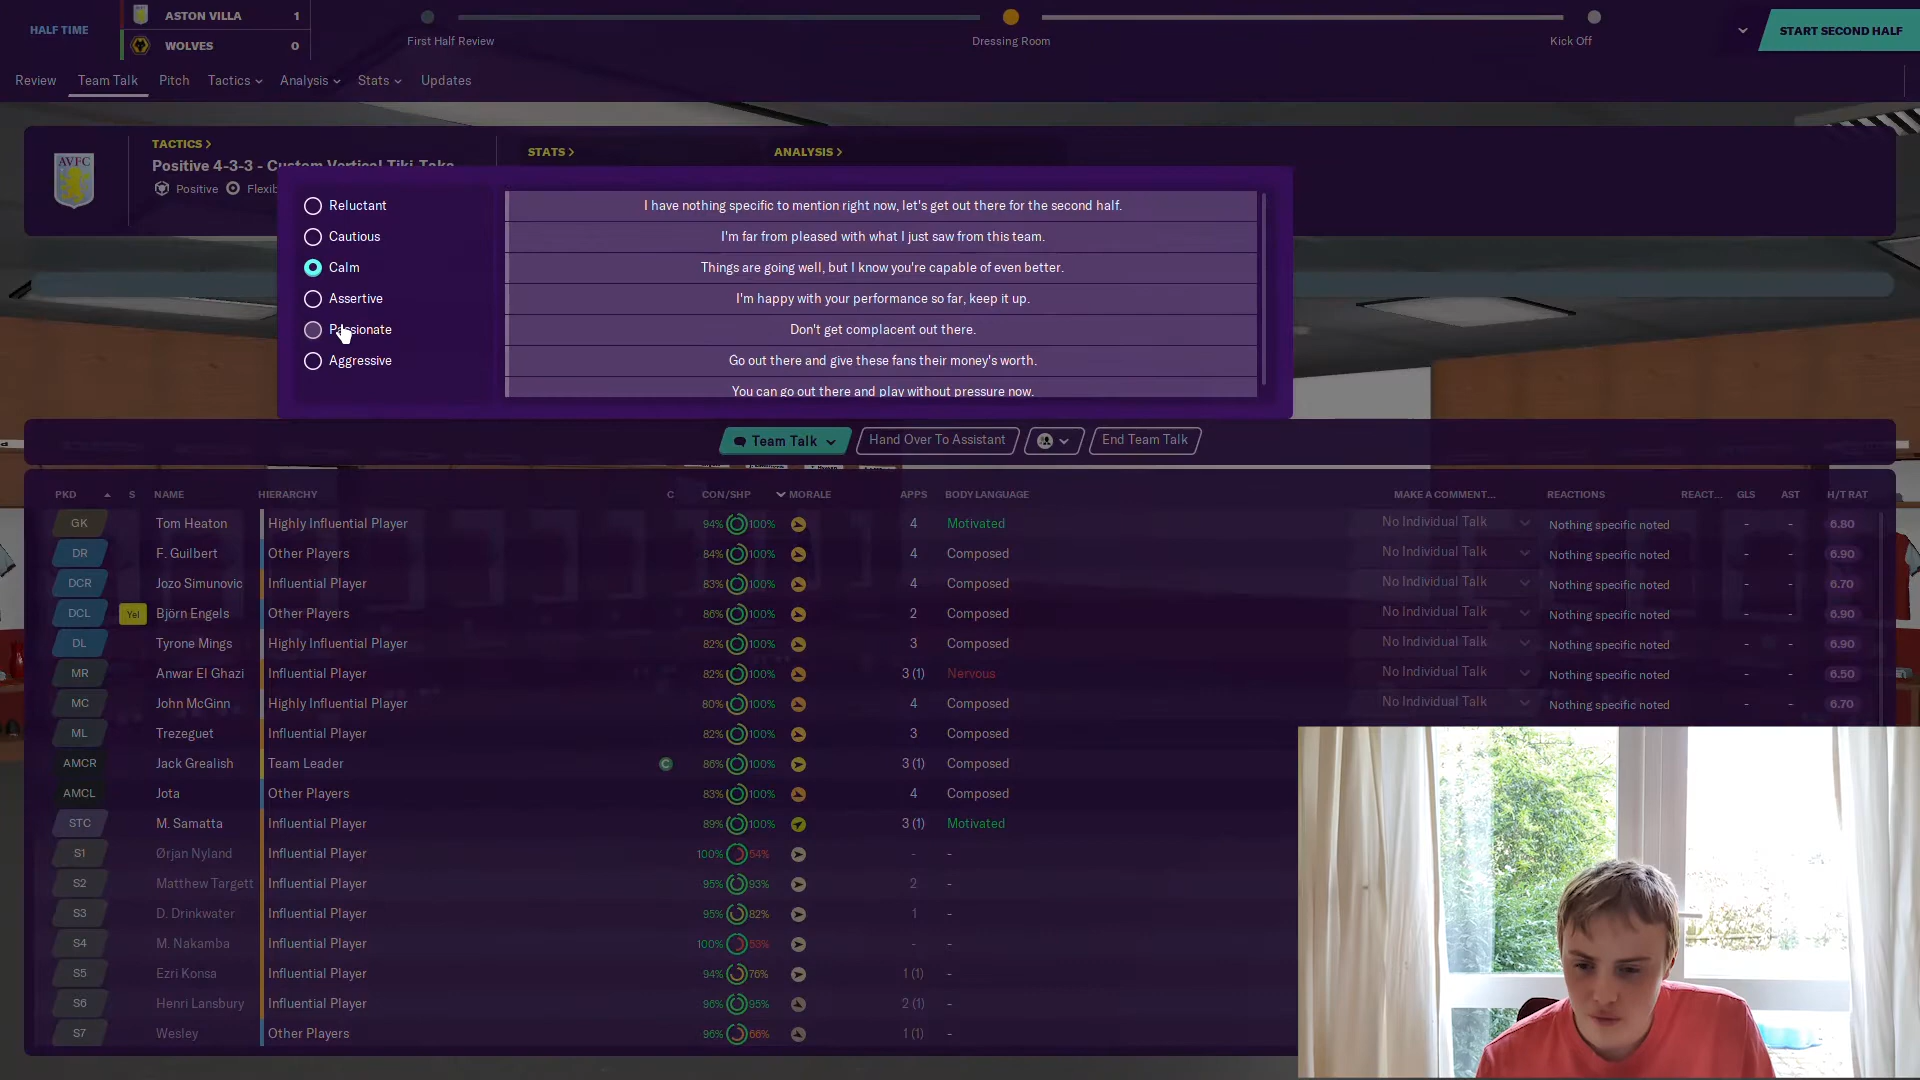 HALF TIME
ASTON VILLA 1
WOLVES 0
First Half Review
Dressing Room
Kick Off
START SECOND HALF
Review Team Talk Pitch Tactics Analysis Stats Updates
AVFC
TACTICS >
Positive 4-3-3 - Custom Vertical Tiki-Taka
Positive Flexib
STATS >
ANALYSIS >
Reluctant
Cautious
Calm
Assertive
Passionate
Aggressive
I have nothing specific to mention right now, let's get out there for the second half.
I'm far from pleased with what I just saw from this team.
Things are going well, but I know you're capable of even better.
I'm happy with your performance so far, keep it up.
Don't get complacent out there.
Go out there and give these fans their money's worth.
You can go out there and play without pressure now.
Team Talk Hand Over To Assistant End Team Talk
PKD S NAME HIERARCHY C CON/SHP MORALE APPS BODY LANGUAGE MAKE A COMMENT... REACTIONS REACT... GLS AST H/T RAT
GK Tom Heaton Highly Influential Player 94% 100% 4 Motivated No Individual Talk Nothing specific noted - - 6.80
DR F. Guilbert Other Players 84% 100% 4 Composed No Individual Talk Nothing specific noted - - 6.90
DCR Jozo Simunovic Influential Player 83% 100% 4 Composed No Individual Talk Nothing specific noted - - 6.70
DCL Yel Björn Engels Other Players 86% 100% 2 Composed No Individual Talk Nothing specific noted - - 6.90
DL Tyrone Mings Highly Influential Player 82% 100% 3 Composed No Individual Talk Nothing specific noted - - 6.90
MR Anwar El Ghazi Influential Player 82% 100% 3 (1) Nervous No Individual Talk Nothing specific noted - - 6.50
MC John McGinn Highly Influential Player 80% 100% 4 Composed No Individual Talk Nothing specific noted - - 6.70
ML Trezeguet Influential Player 82% 100% 3 Composed
AMCR Jack Grealish Team Leader C 86% 100% 3 (1) Composed
AMCL Jota Other Players 83% 100% 4 Composed
STC M. Samatta Influential Player 89% 100% 3 (1) Motivated
S1 Ørjan Nyland Influential Player 100% 54% - -
S2 Matthew Targett Influential Player 95% 93% 2 -
S3 D. Drinkwater Influential Player 95% 82% 1 -
S4 M. Nakamba Influential Player 100% 53% - -
S5 Ezri Konsa Influential Player 94% 76% 1 (1) -
S6 Henri Lansbury Influential Player 96% 95% 2 (1) -
S7 Wesley Other Players 96% 66% 1 (1) -